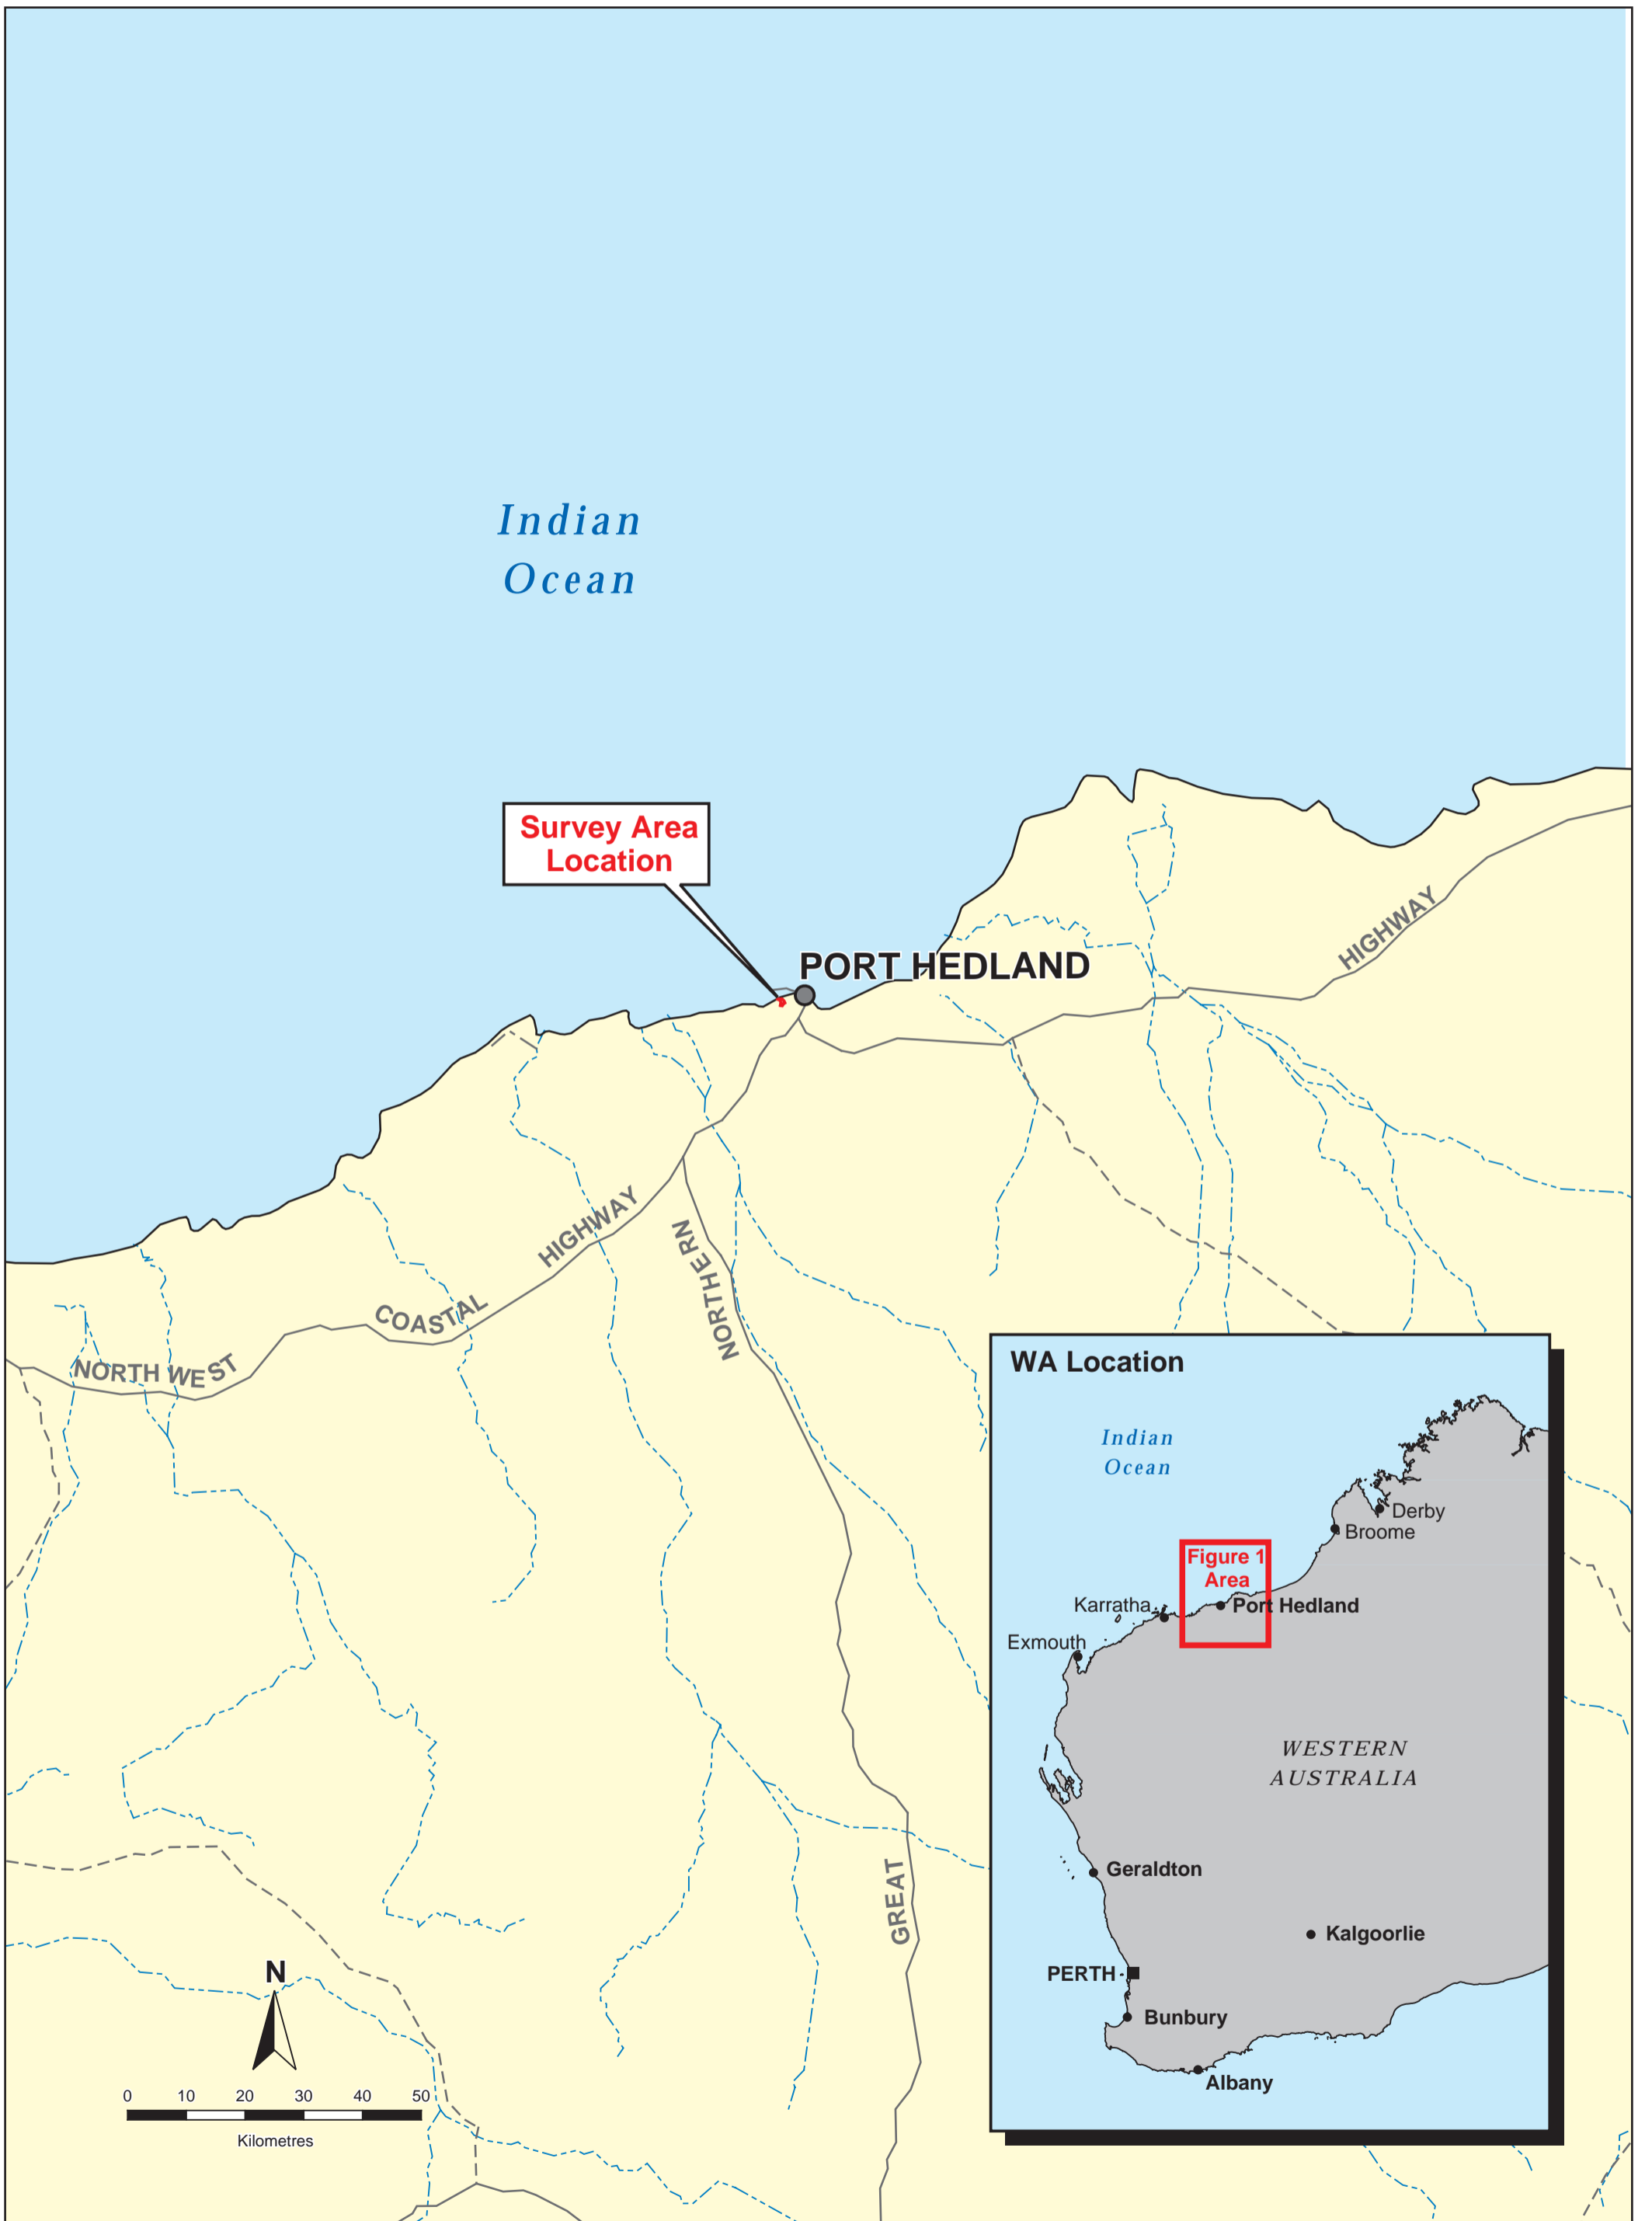 Indian
Ocean
Survey Area
Location
PORT HEDLAND
HIGHWAY
HIGHWAY
COASTAL
NORTH WEST
NORTHERN
GREAT
WA Location
Indian
Ocean
Derby
Broome
Figure 1
Area
Karratha
Port Hedland
Exmouth
WESTERN
AUSTRALIA
Geraldton
Kalgoorlie
PERTH
Bunbury
Albany
N
0 10 20 30 40 50
Kilometres